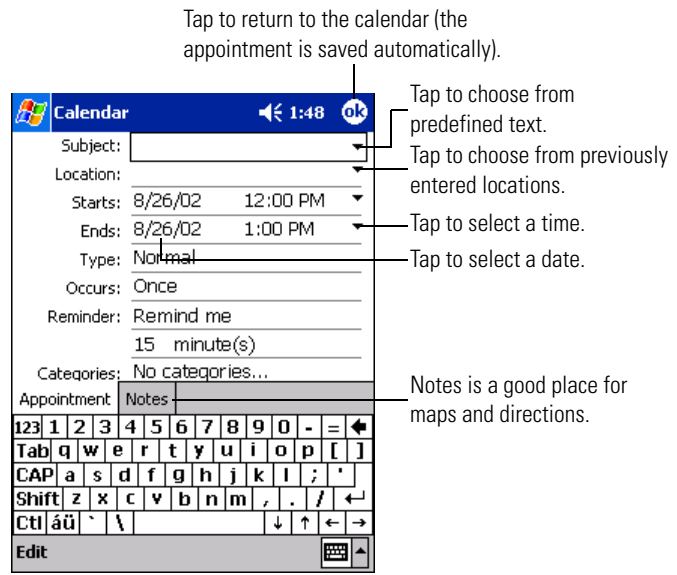 Tap to return to the calendar (the
appointment is saved automatically).
Calendar 1:48 ok
Tap to choose from
predefined text.
Subject:
Tap to choose from previously
entered locations.
Location:
Starts: 8/26/02 12:00 PM
Ends: 8/26/02 1:00 PM
Tap to select a time.
Type: Normal
Tap to select a date.
Occurs: Once
Reminder: Remind me
15 minute(s)
Categories: No categories...
Appointment Notes
Notes is a good place for
maps and directions.
123 1 2 3 4 5 6 7 8 9 0 - =
Tab q w e r t y u i o p [ ]
CAP a s d f g h j k l ; '
Shift z x c v b n m , . /
Ctl áü ` \ ↓ ↑ ← →
Edit